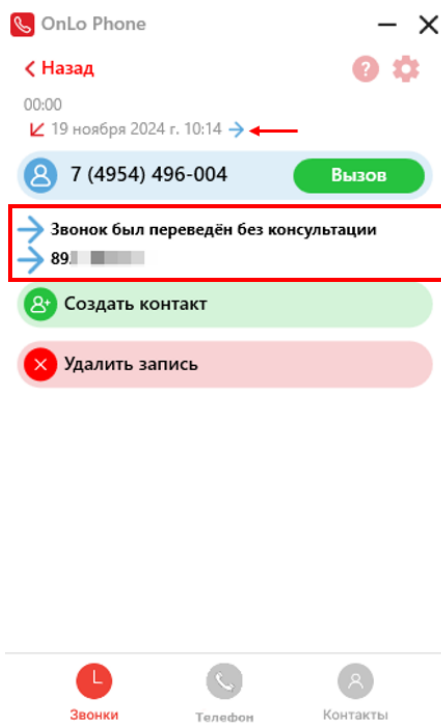 OnLo Phone
Назад
00:00
19 ноября 2024 г. 10:14
7 (4954) 496-004 Вызов
Звонок был переведён без консультации
89
Создать контакт
Удалить запись
Звонки Телефон Контакты